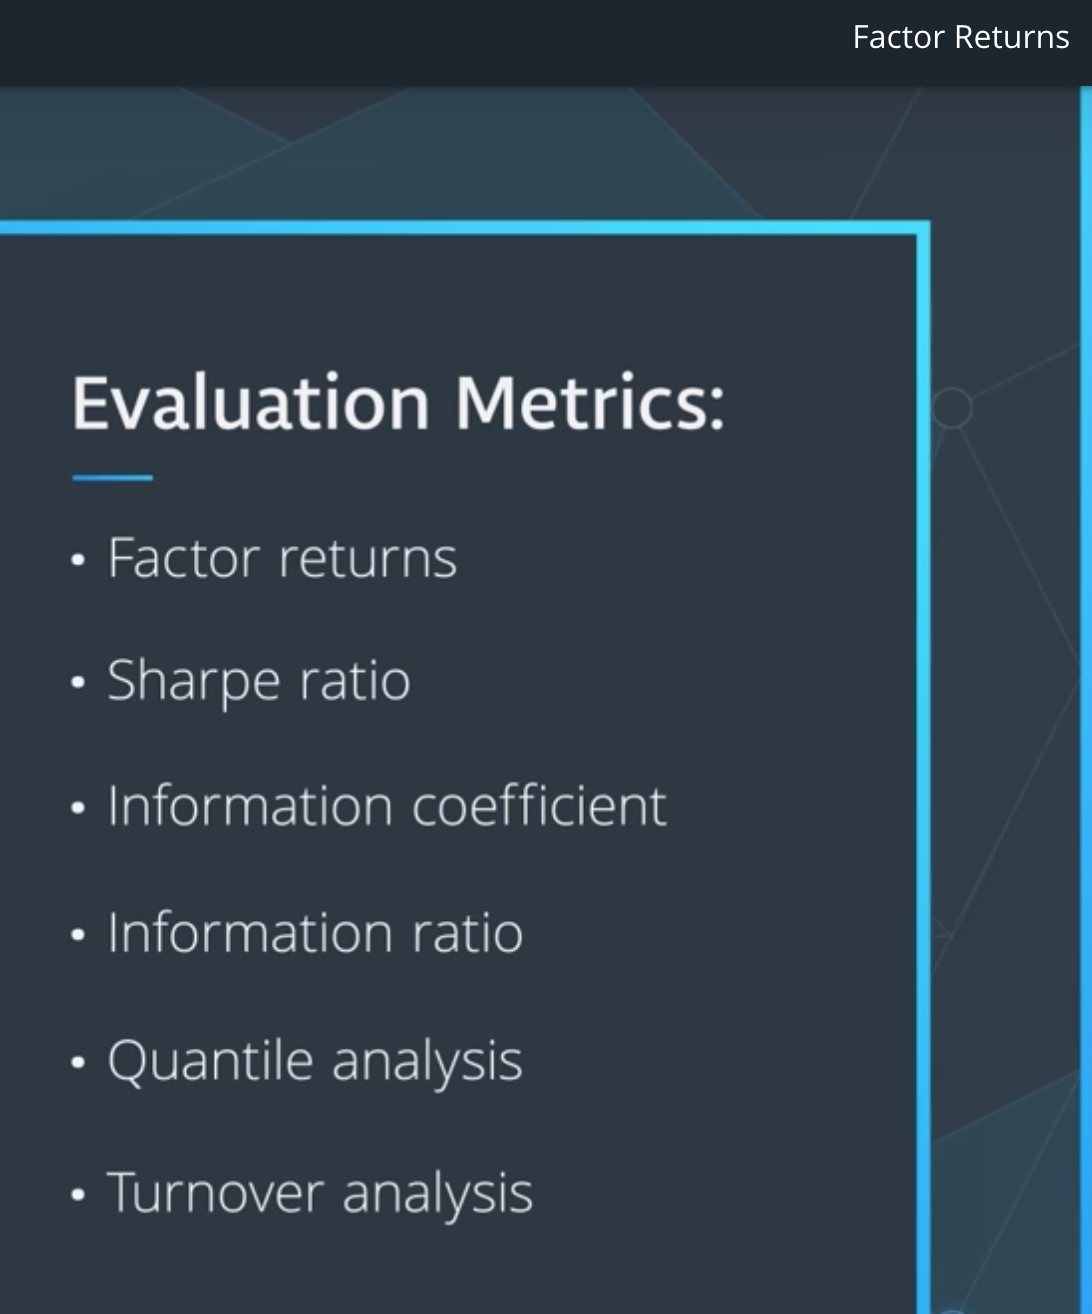 Factor Returns
Evaluation Metrics:
• Factor returns
• Sharpe ratio
• Information coefficient
• Information ratio
• Quantile analysis
• Turnover analysis